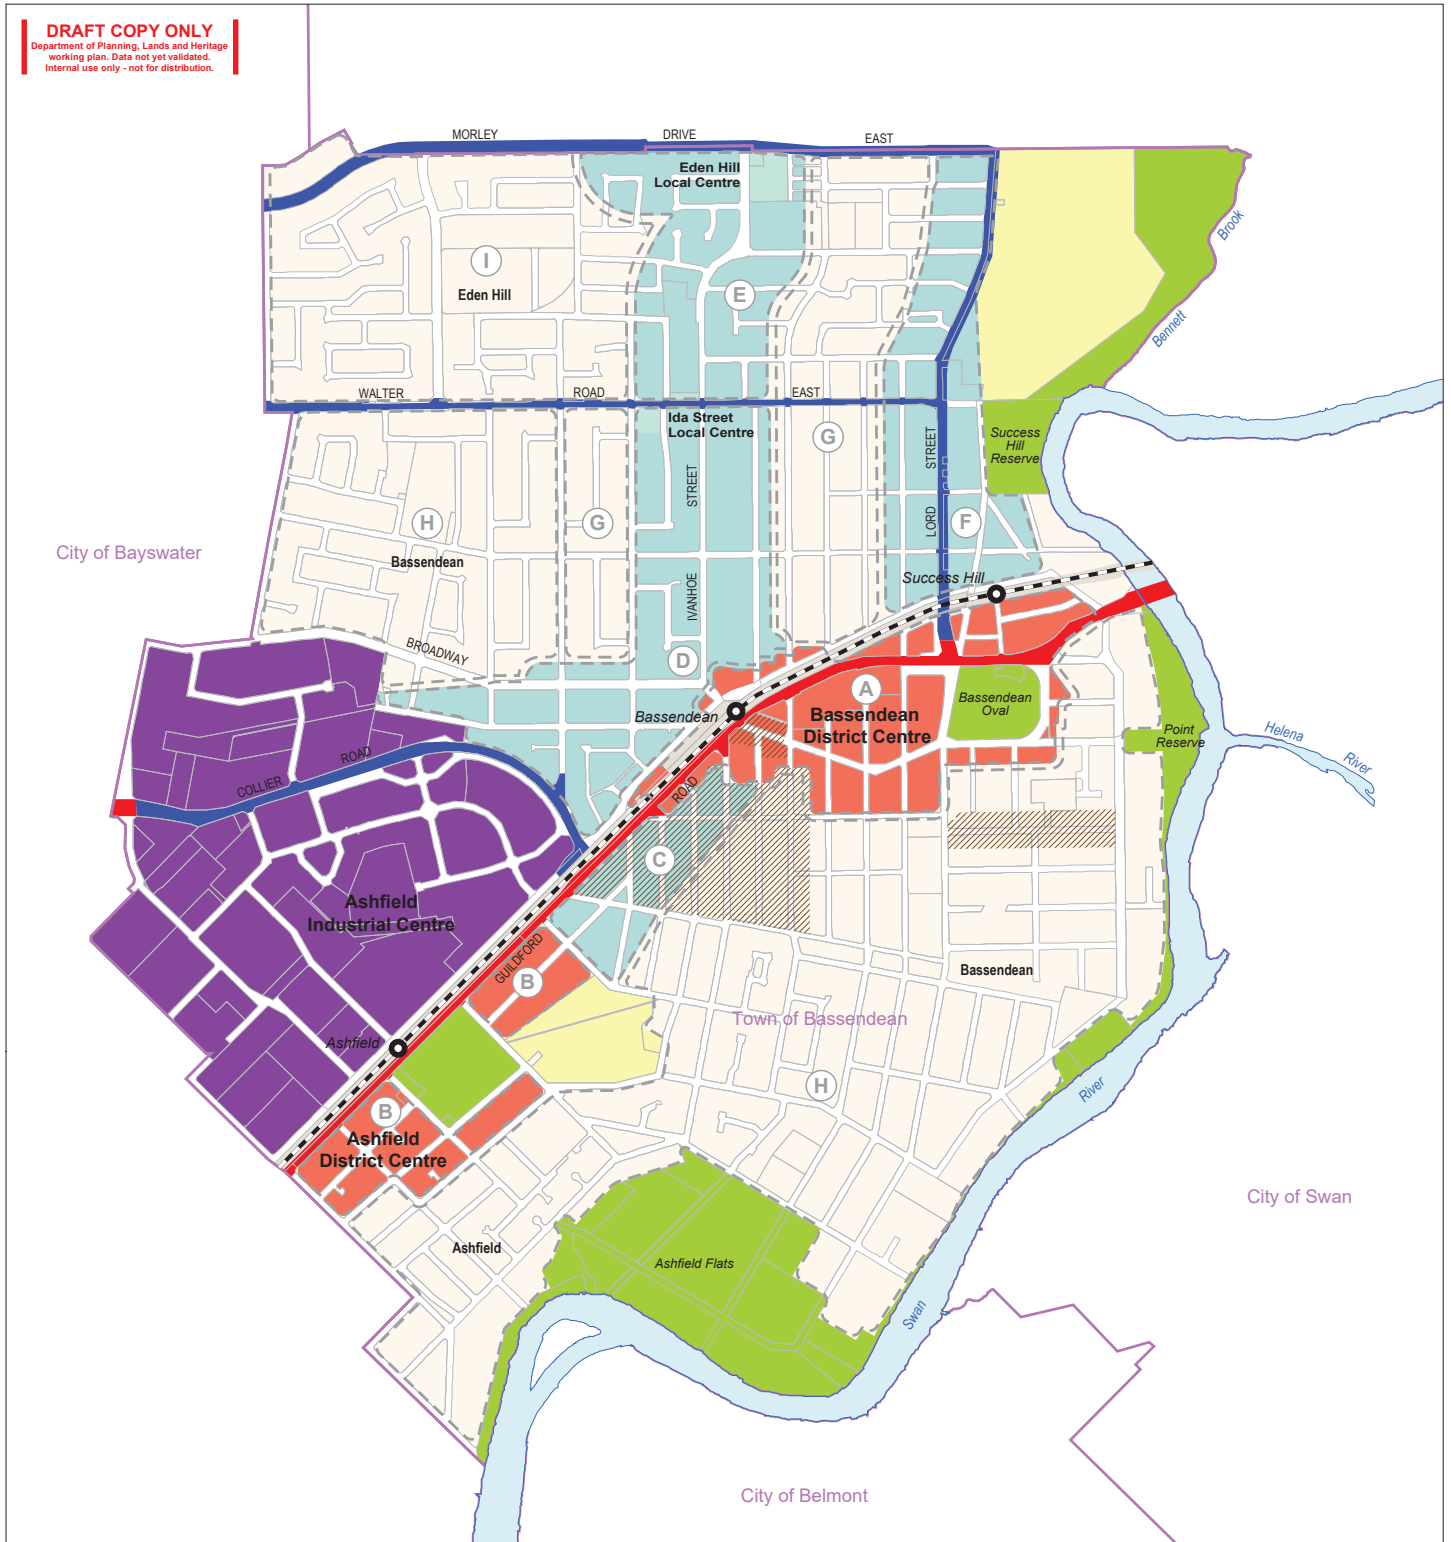 DRAFT COPY ONLY
Department of Planning, Lands and Heritage
working plan. Data not yet validated.
Internal use only - not for distribution.
MORLEY DRIVE EAST
Eden Hill
Local Centre
Brook
I
Eden Hill
E
Bennett
WALTER ROAD EAST
Ida Street
Local Centre
G
Success
Hill
Reserve
STREET
STREET
H
G
LORD
F
City of Bayswater
Bassendean
Success Hill
IVANHOE
BROADWAY
D
A
Bassendean
District Centre
Bassendean
Oval
Bassendean
Point
Reserve
Helena
River
ROAD
COLLIER
ROAD
C
Ashfield
Industrial Centre
GUILDFORD
B
Bassendean
Town of Bassendean
Ashfield
H
River
B
Ashfield
District Centre
City of Swan
Ashfield
Ashfield Flats
Swan
City of Belmont